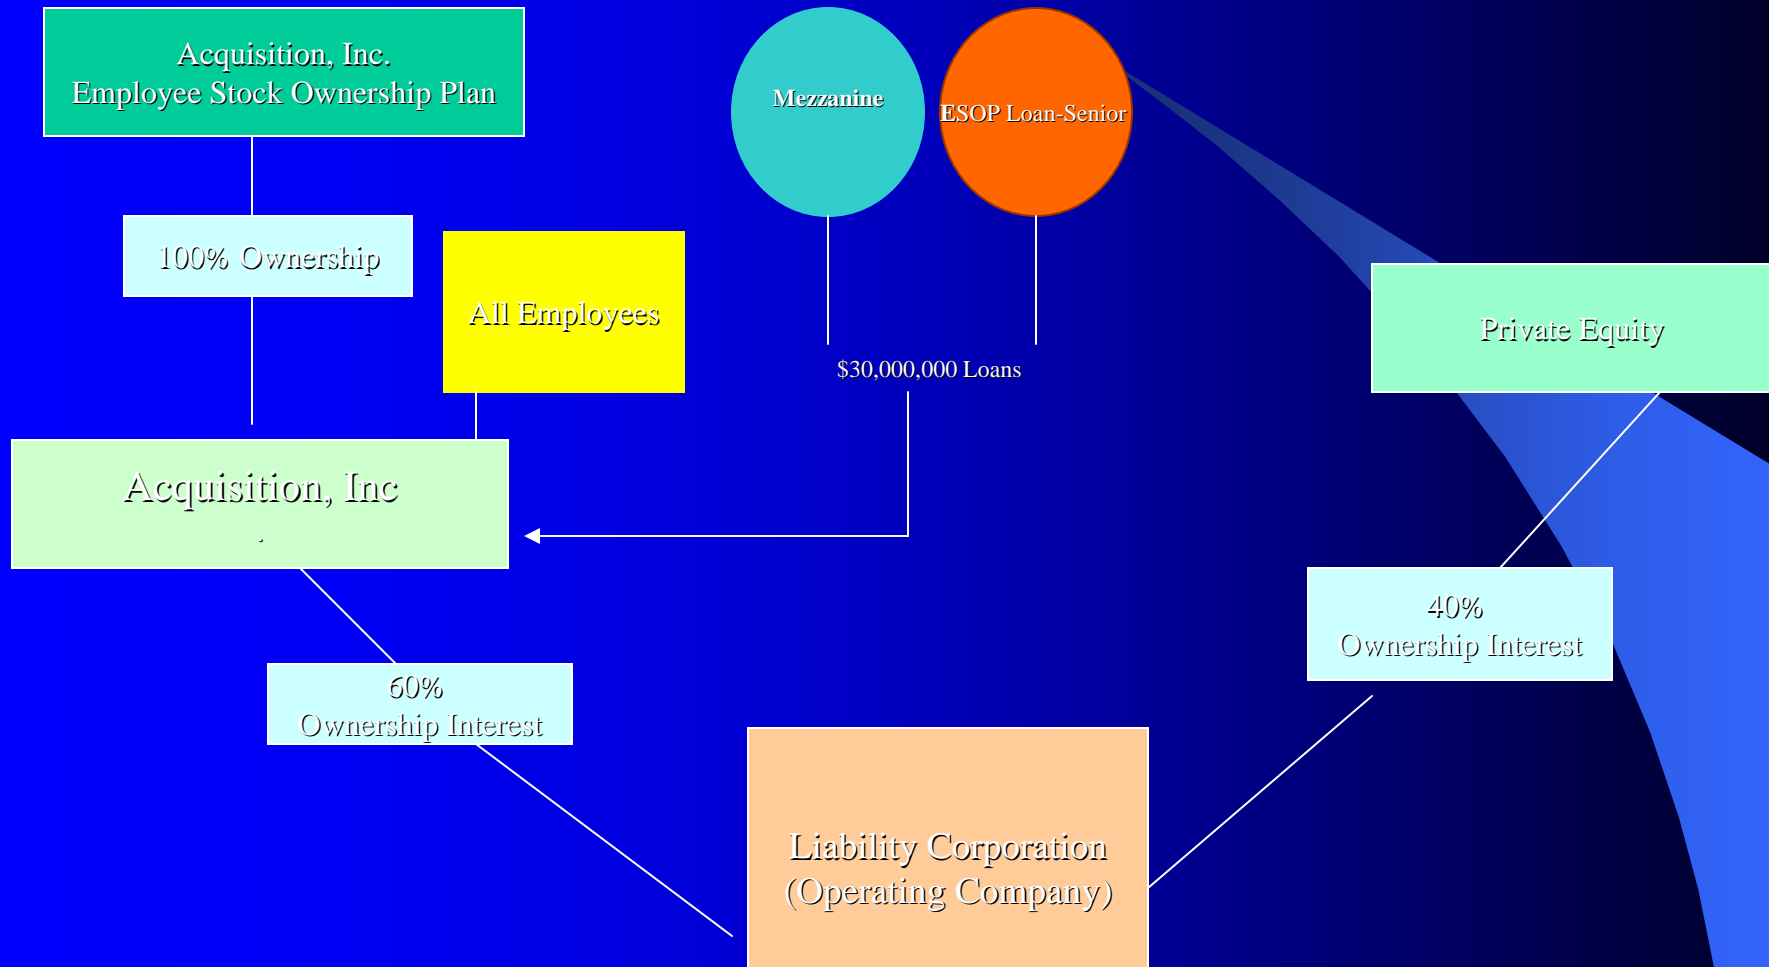 Acquisition, Inc.
Employee Stock Ownership Plan
Mezzanine
ESOP Loan-Senior
100% Ownership
All Employees
Private Equity
$30,000,000 Loans
Acquisition, Inc
.
40%
Ownership Interest
60%
Ownership Interest
Liability Corporation
(Operating Company)